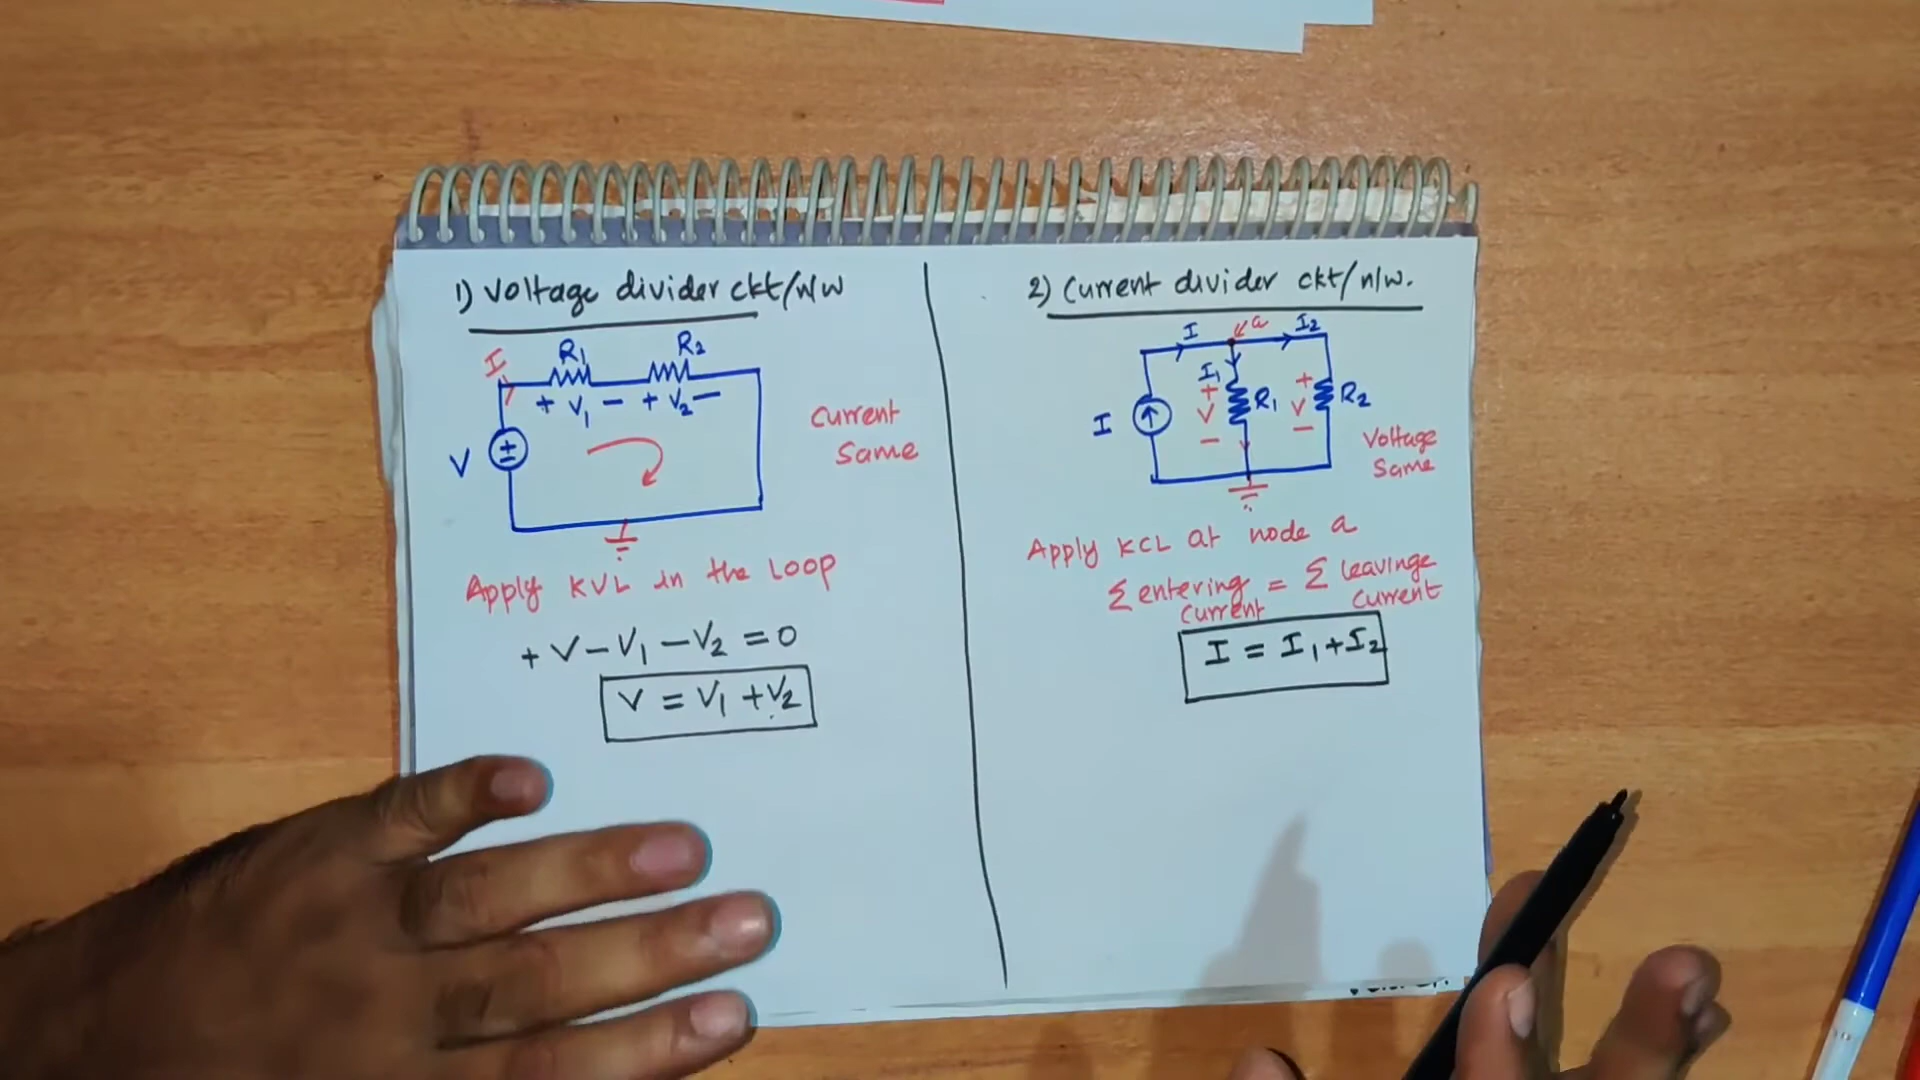 1) Voltage divider ckt/n/w
I
R1
R2
+ V1 - + V2 -
V
±
Current
Same
Apply KVL in the Loop
+ V - V1 - V2 = 0
V = V1 + V2
2) Current divider ckt/n/w.
I
a
I2
I1
+
V
-
R1
+
V
-
R2
I
Voltage
Same
Apply KCL at node a
Σ entering = Σ leavinge
current current
I = I1 + I2